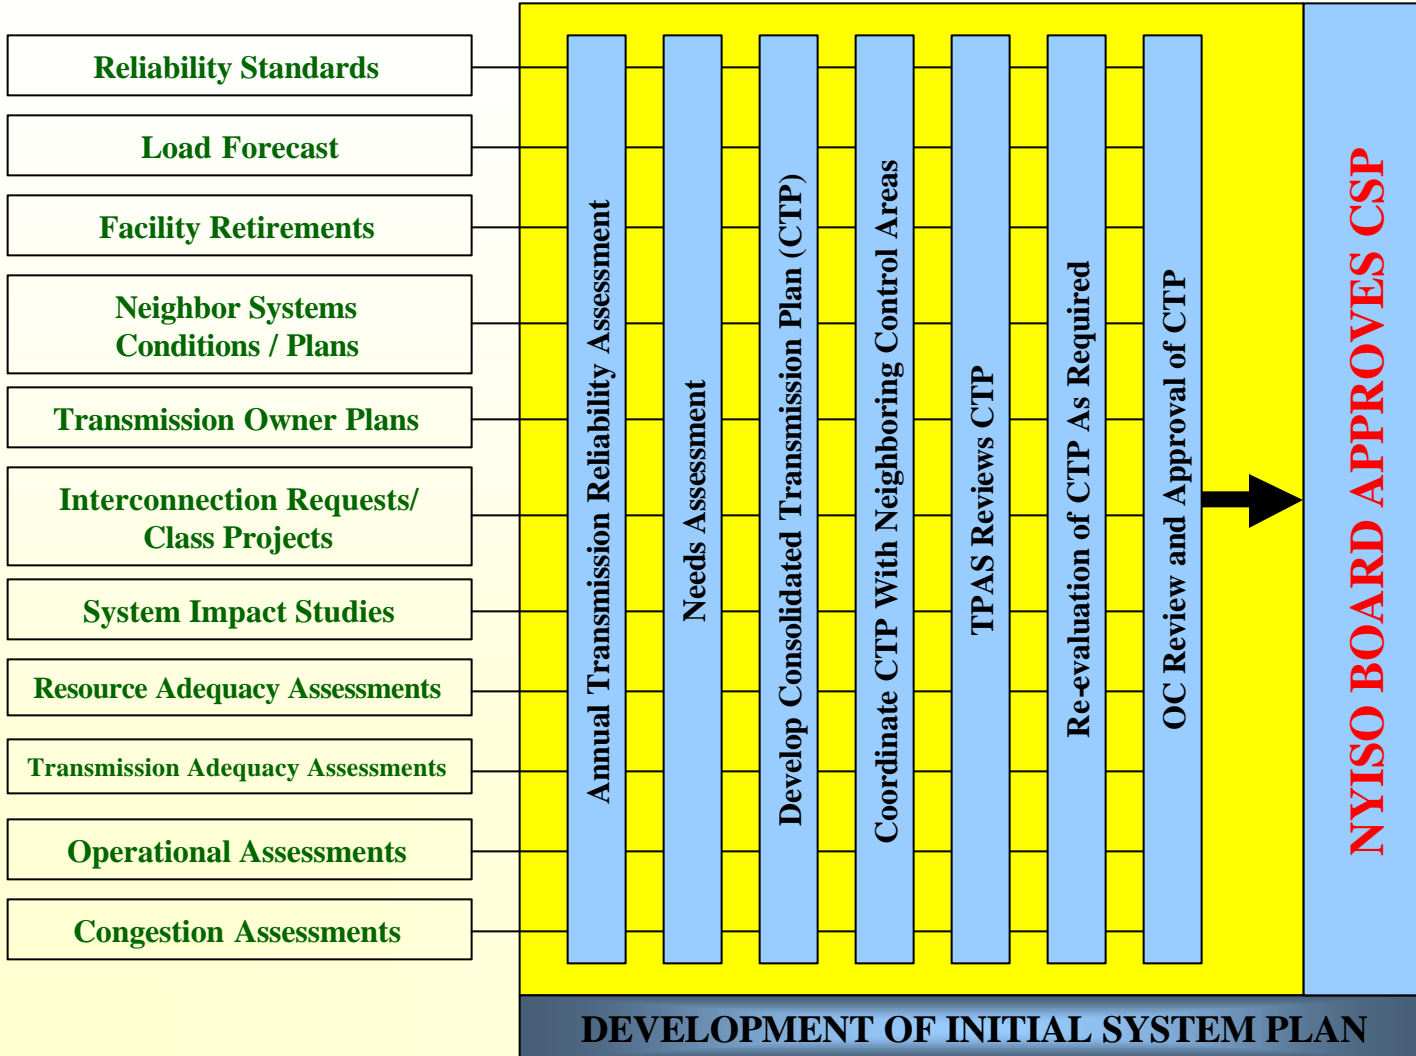 Reliability Standards
Load Forecast
Facility Retirements
Neighbor Systems
Conditions / Plans
Transmission Owner Plans
Interconnection Requests/
Class Projects
System Impact Studies
Resource Adequacy Assessments
Transmission Adequacy Assessments
Operational Assessments
Congestion Assessments
Annual Transmission Reliability Assessment
Needs Assessment
Develop Consolidated Transmission Plan (CTP)
Coordinate CTP With Neighboring Control Areas
TPAS Reviews CTP
Re-evaluation of CTP As Required
OC Review and Approval of CTP
NYISO BOARD APPROVES CSP
DEVELOPMENT OF INITIAL SYSTEM PLAN